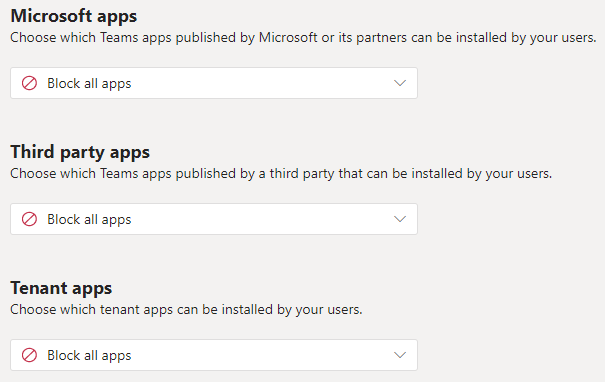 Microsoft apps
Choose which Teams apps published by Microsoft or its partners can be installed by your users.
Block all apps
Third party apps
Choose which Teams apps published by a third party that can be installed by your users.
Block all apps
Tenant apps
Choose which tenant apps can be installed by your users.
Block all apps